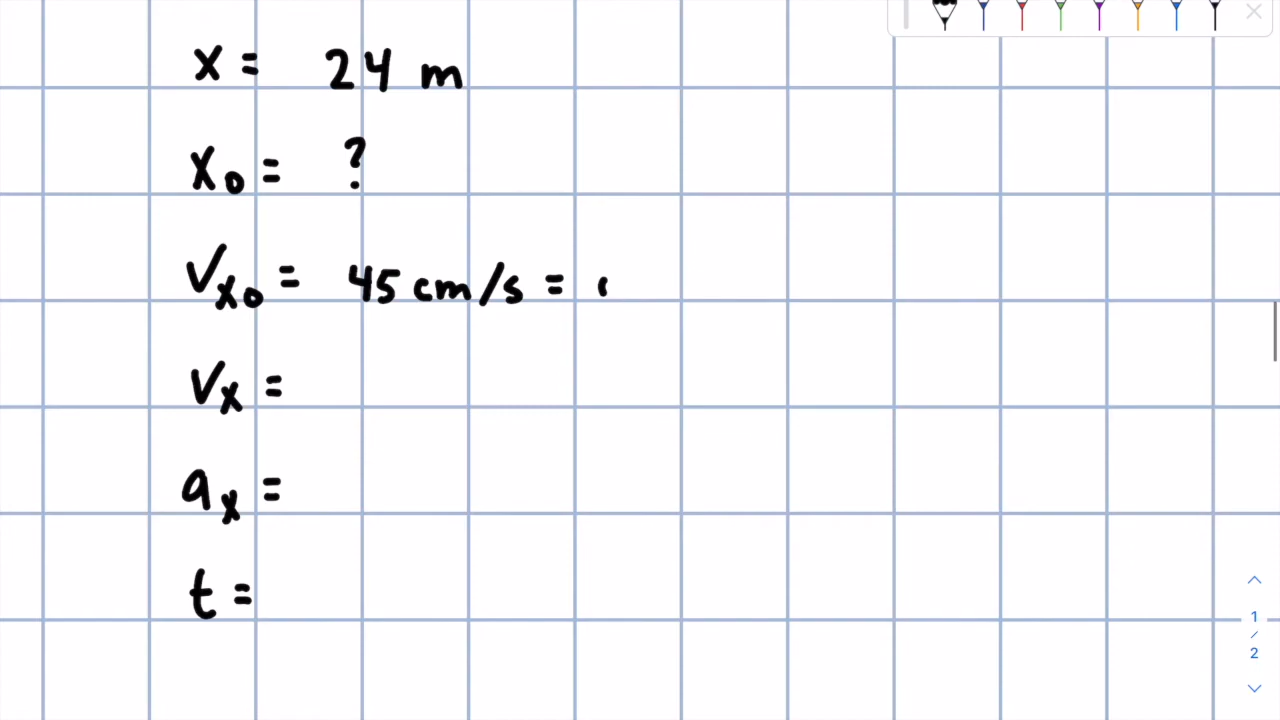 x = 24 m
x₀ = ?
Vₓ₀ = 45 cm/s =
Vₓ =
aₓ =
t =
1
/
2